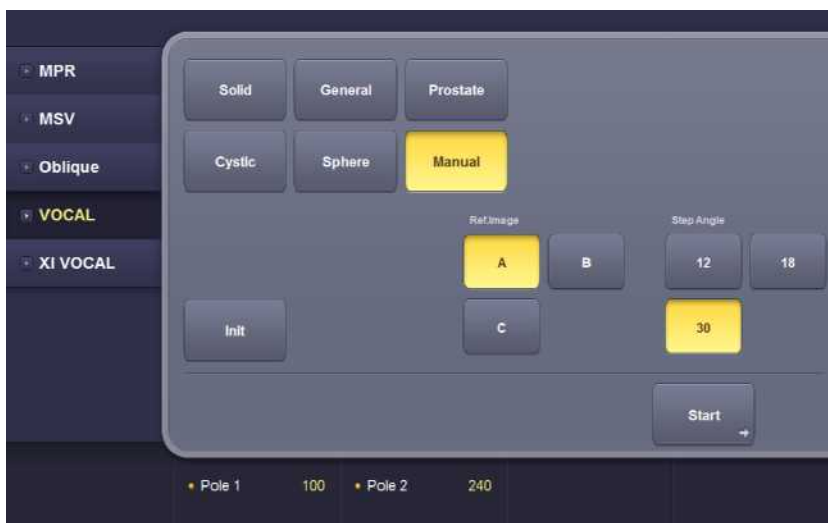 MPR
MSV
Oblique
VOCAL
XI VOCAL
Solid General Prostate
Cystic Sphere Manual
Ref.Image Step Angle
A B 12 18
Init C 30
Start
Pole 1 100 Pole 2 240